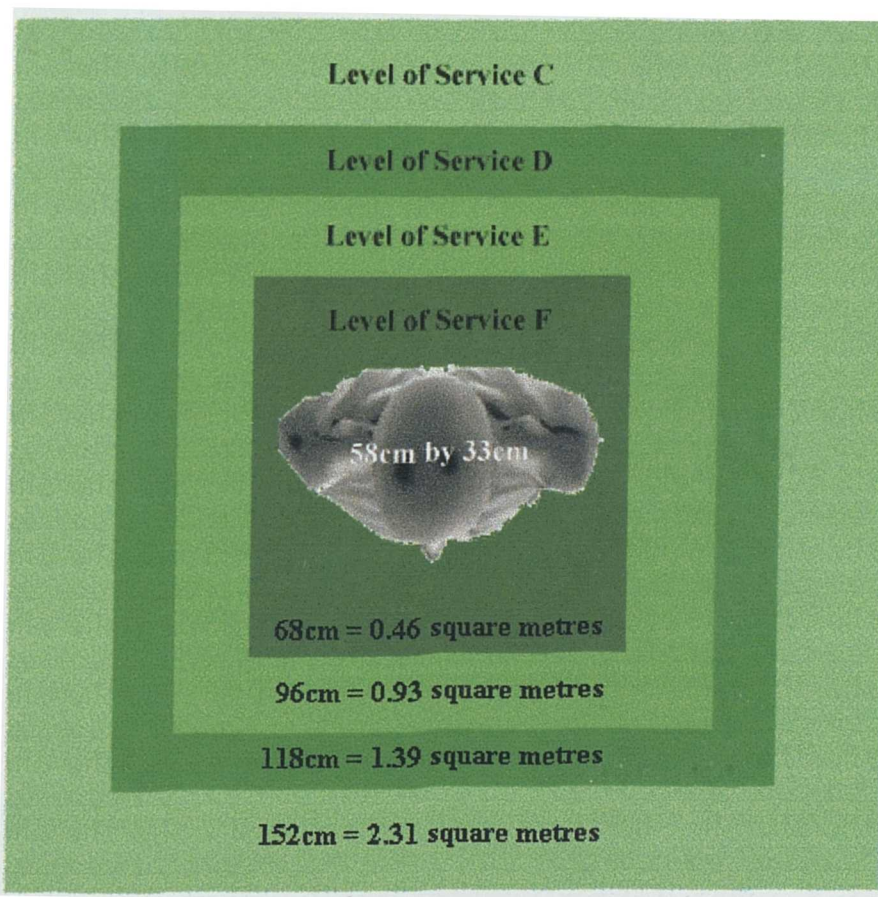 Level of Service C
Level of Service D
Level of Service E
Level of Service F
58cm by 33cm
68cm = 0.46 square metres
96cm = 0.93 square metres
118cm = 1.39 square metres
152cm = 2.31 square metres